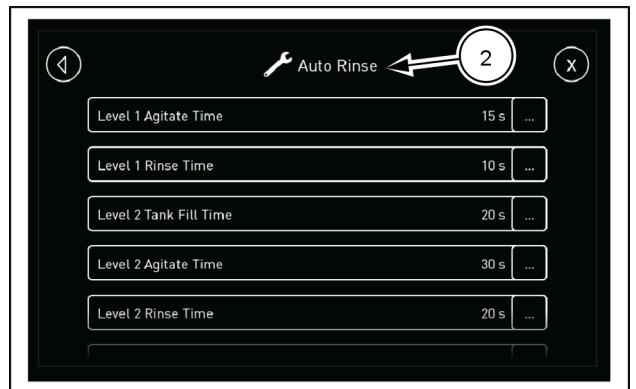 Auto Rinse
2
X
Level 1 Agitate Time 15 s ...
Level 1 Rinse Time 10 s ...
Level 2 Tank Fill Time 20 s ...
Level 2 Agitate Time 30 s ...
Level 2 Rinse Time 20 s ...